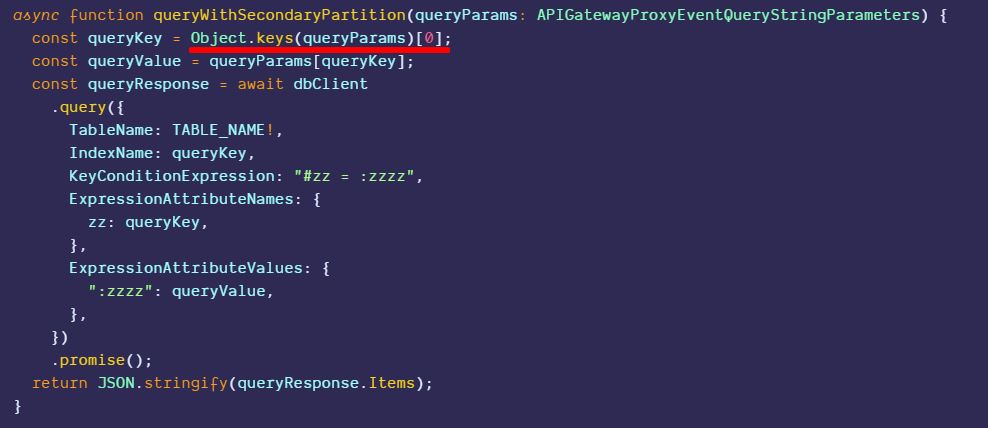 async function queryWithSecondaryPartition(queryParams: APIGatewayProxyEventQueryStringParameters) {
  const queryKey = Object.keys(queryParams)[0];
  const queryValue = queryParams[queryKey];
  const queryResponse = await dbClient
    .query({
      TableName: TABLE_NAME!,
      IndexName: queryKey,
      KeyConditionExpression: "#zz = :zzzz",
      ExpressionAttributeNames: {
        zz: queryKey,
      },
      ExpressionAttributeValues: {
        ":zzzz": queryValue,
      },
    })
    .promise();
  return JSON.stringify(queryResponse.Items);
}